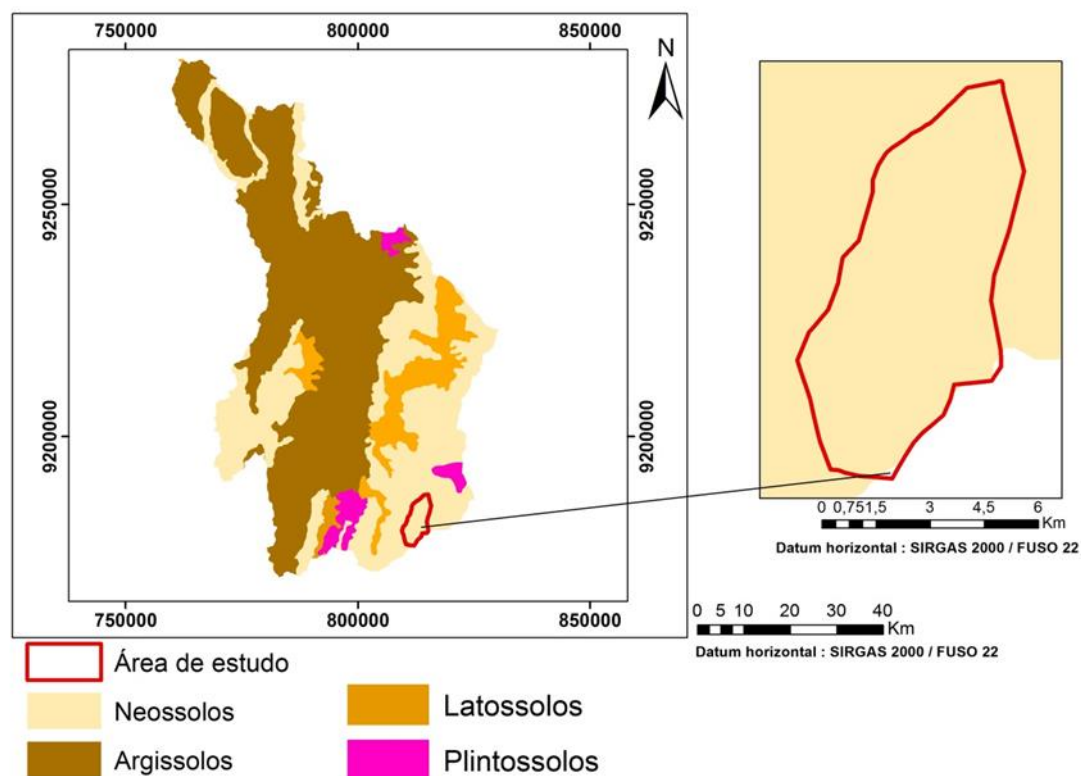 750000 800000 850000
N
9250000 9250000
9200000 9200000
750000 800000 850000
0 0,75 1,5 3 4,5 6
Km
Datum horizontal : SIRGAS 2000 / FUSO 22
0 5 10 20 30 40
Km
Datum horizontal : SIRGAS 2000 / FUSO 22
Área de estudo
Neossolos
Argissolos
Latossolos
Plintossolos